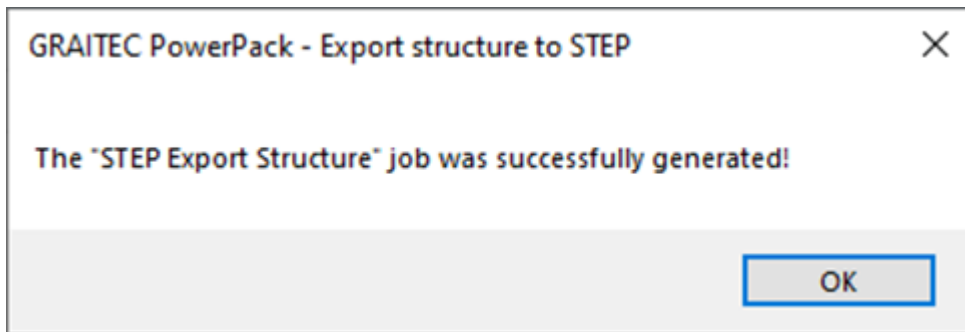 GRAITEC PowerPack - Export structure to STEP
The "STEP Export Structure" job was successfully generated!
OK